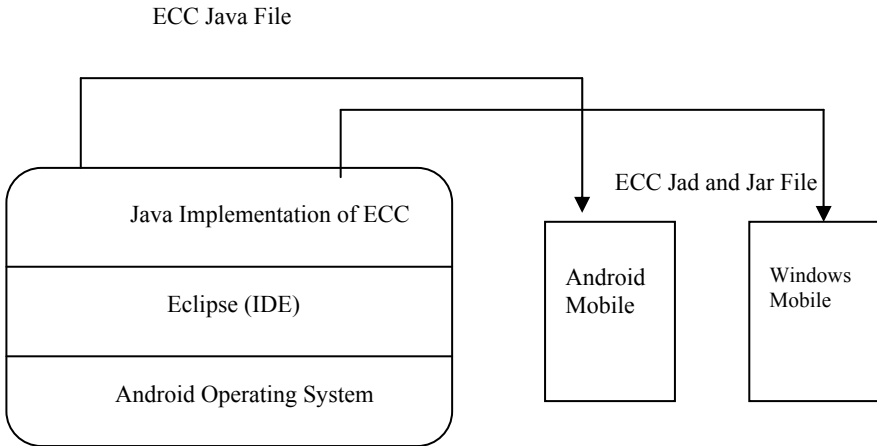 ECC Java File
ECC Jad and Jar File
Java Implementation of ECC
Eclipse (IDE)
Android Operating System
Android
Mobile
Windows
Mobile